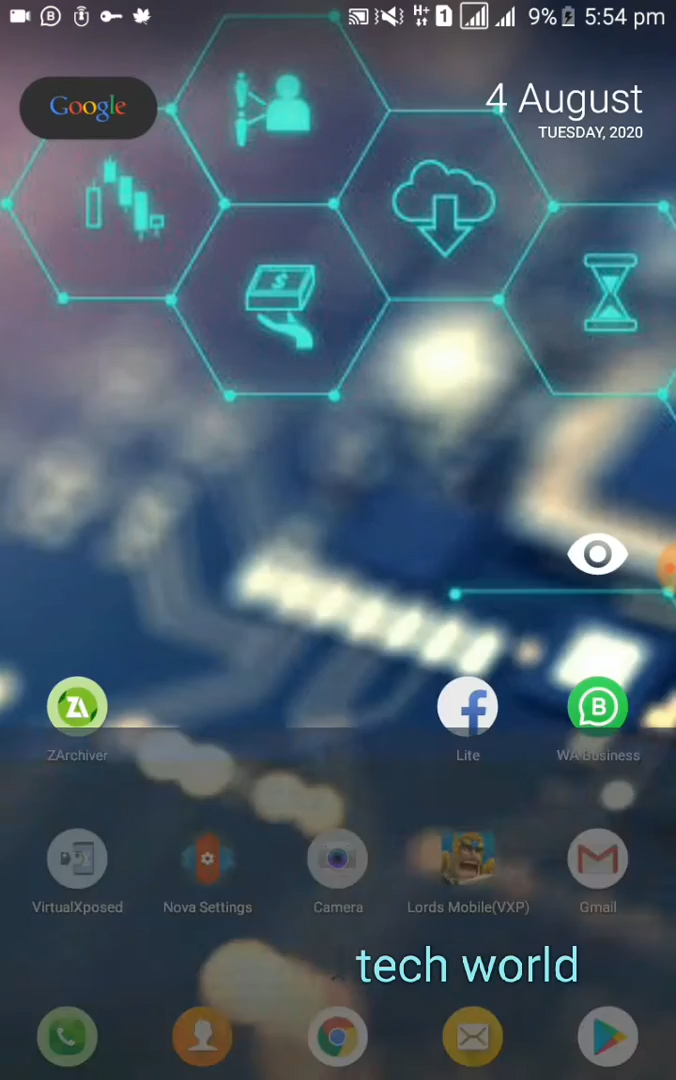 H+ 1 9% 5:54 pm
Google
4 August
TUESDAY, 2020
ZArchiver
Lite
WA Business
VirtualXposed
Nova Settings
Camera
Lords Mobile(VXP)
Gmail
tech world